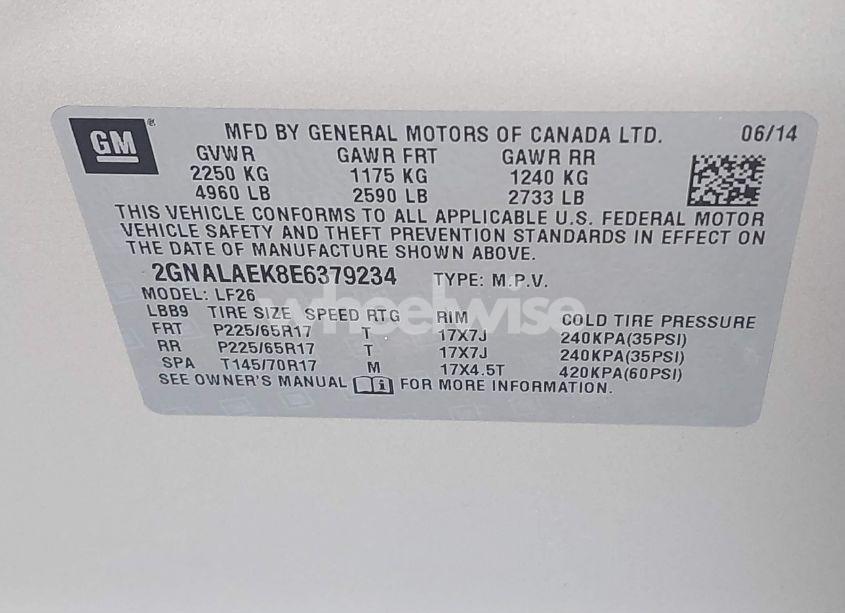 GM
MFD BY GENERAL MOTORS OF CANADA LTD. 06/14
GVWR GAWR FRT GAWR RR
2250 KG 1175 KG 1240 KG
4960 LB 2590 LB 2733 LB
THIS VEHICLE CONFORMS TO ALL APPLICABLE U.S. FEDERAL MOTOR
VEHICLE SAFETY AND THEFT PREVENTION STANDARDS IN EFFECT ON
THE DATE OF MANUFACTURE SHOWN ABOVE.
2GNALAEK8E6379234 TYPE: M.P.V.
MODEL: LF26
wheelwise
LBB9 TIRE SIZE SPEED RTG RIM COLD TIRE PRESSURE
FRT P225/65R17 T 17X7J 240KPA(35PSI)
RR P225/65R17 T 17X7J 240KPA(35PSI)
SPA T145/70R17 M 17X4.5T 420KPA(60PSI)
SEE OWNER'S MANUAL FOR MORE INFORMATION.